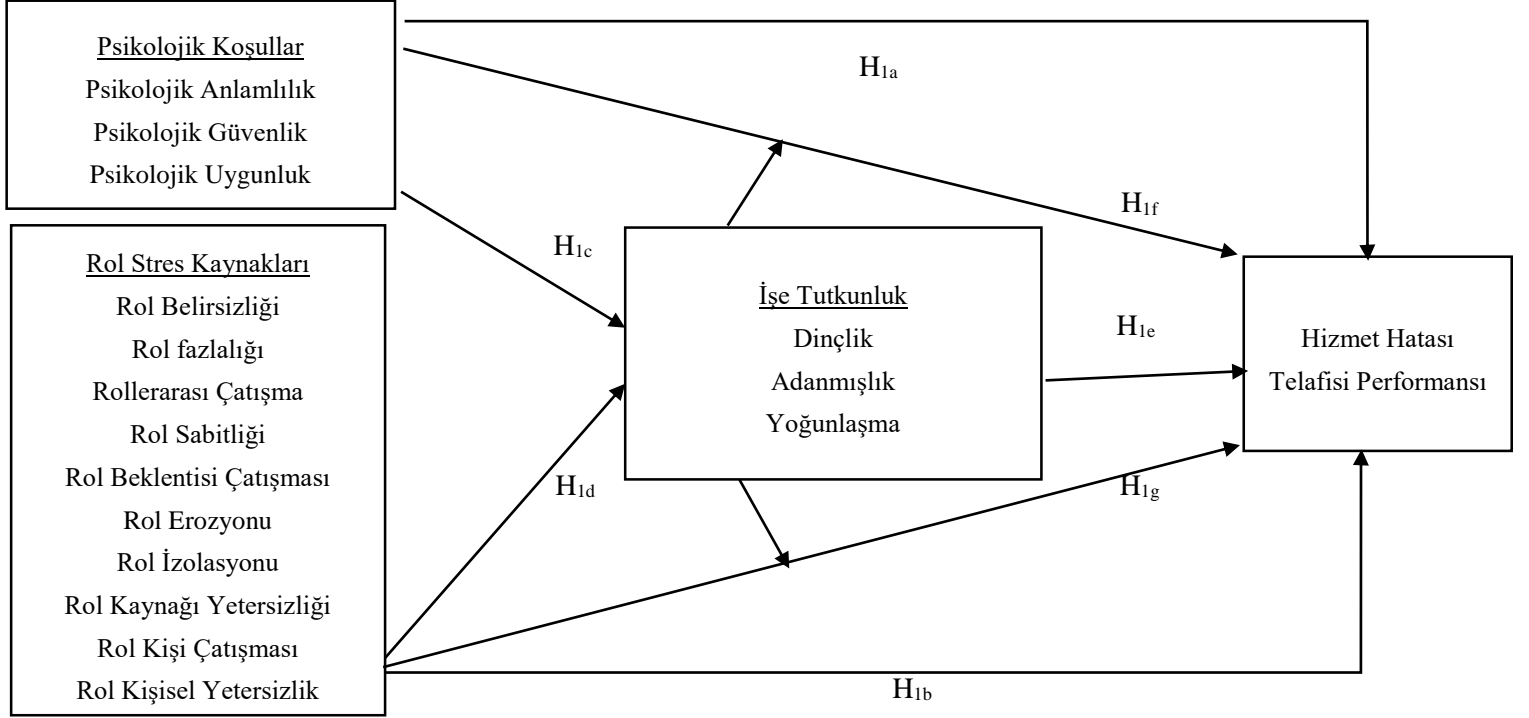 Psikolojik Koşullar
Psikolojik Anlamlılık
Psikolojik Güvenlik
Psikolojik Uygunluk
H1a
H1f
H1c
Rol Stres Kaynakları
Rol Belirsizliği
Rol fazlalığı
Rollerarası Çatışma
Rol Sabitliği
Rol Beklentisi Çatışması
Rol Erozyonu
Rol İzolasyonu
Rol Kaynağı Yetersizliği
Rol Kişi Çatışması
Rol Kişisel Yetersizlik
İşe Tutkunluk
Dinçlik
Adanmışlık
Yoğunlaşma
H1e
Hizmet Hatası
Telafisi Performansı
H1d
H1g
H1b